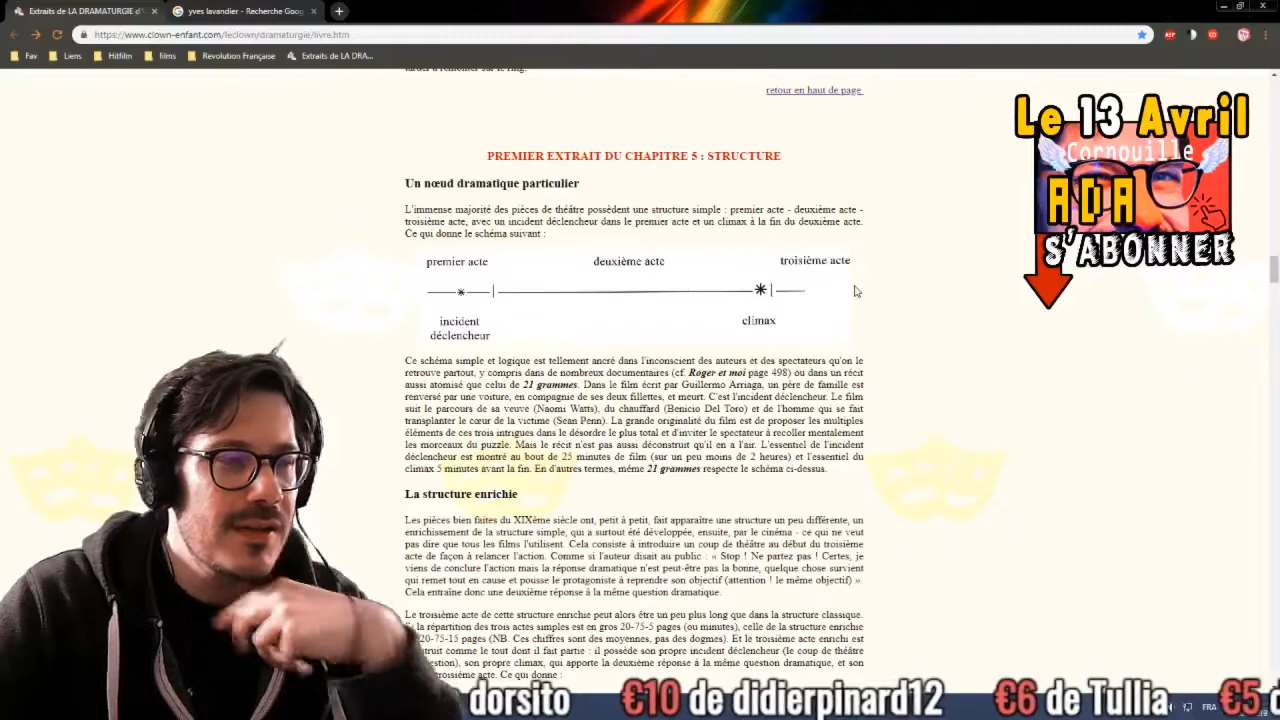 Extraits de LA DRAMATURGIE d
yves lavandier - Recherche Goog
https://www.clown-enfant.com/leclown/dramaturgie/livre.htm
Fav
Liens
Hitfilm
films
Revolution Française
Extraits de LA DRA...
tarder à remonter sur le ring.
retour en haut de page
PREMIER EXTRAIT DU CHAPITRE 5 : STRUCTURE
Un nœud dramatique particulier
L'immense majorité des pièces de théâtre possèdent une structure simple : premier acte - deuxième acte -
troisième acte, avec un incident déclencheur dans le premier acte et un climax à la fin du deuxième acte.
Ce qui donne le schéma suivant :
premier acte
deuxième acte
troisième acte
incident
déclencheur
climax
Ce schéma simple et logique est tellement ancré dans l'inconscient des auteurs et des spectateurs qu'on le
retrouve partout, y compris dans de nombreux documentaires (cf. Roger et moi page 498) ou dans un récit
aussi atomisé que celui de 21 grammes. Dans le film écrit par Guillermo Arriaga, un père de famille est
renversé par une voiture, en compagnie de ses deux fillettes, et meurt. C'est l'incident déclencheur. Le film
suit le parcours de sa veuve (Naomi Watts), du chauffard (Benicio Del Toro) et de l'homme qui se fait
transplanter le cœur de la victime (Sean Penn). La grande originalité du film est de proposer les multiples
éléments de ces trois intrigues dans le désordre le plus total et d'inviter le spectateur à recoller mentalement
les morceaux du puzzle. Mais le récit n'est pas aussi déconstruit qu'il en a l'air. L'essentiel de l'incident
déclencheur est montré au bout de 25 minutes de film (sur un peu moins de 2 heures) et l'essentiel du
climax 5 minutes avant la fin. En d'autres termes, même 21 grammes respecte le schéma ci-dessus.
La structure enrichie
Les pièces bien faites du XIXème siècle ont, petit à petit, fait apparaître une structure un peu différente, un
enrichissement de la structure simple, qui a surtout été développée, ensuite, par le cinéma - ce qui ne veut
pas dire que tous les films l'utilisent. Cela consiste à introduire un coup de théâtre au début du troisième
acte de façon à relancer l'action. Comme si l'auteur disait au public : « Stop ! Ne partez pas ! Certes, je
viens de conclure l'action mais la réponse dramatique n'est peut-être pas la bonne, quelque chose survient
qui remet tout en cause et pousse le protagoniste à reprendre son objectif (attention ! le même objectif) ».
Cela entraîne donc une deuxième réponse à la même question dramatique.
Le troisième acte de cette structure enrichie peut alors être un peu plus long que dans la structure classique.
la répartition des trois actes simples est en gros 20-75-5 pages (ou minutes), celle de la structure enrichie
20-75-15 pages (NB. Ces chiffres sont des moyennes, pas des dogmes). Et le troisième acte enrichi est
truit comme le tout dont il fait partie : il possède son propre incident déclencheur (le coup de théâtre
estion), son propre climax, qui apporte la deuxième réponse à la même question dramatique, et son
troisième acte. Ce qui donne :
Le 13 Avril
Cornouille
ADA
S'ABONNER
dorsito €10 de didierpinard12 €6 de Tullia €5 d
FRA